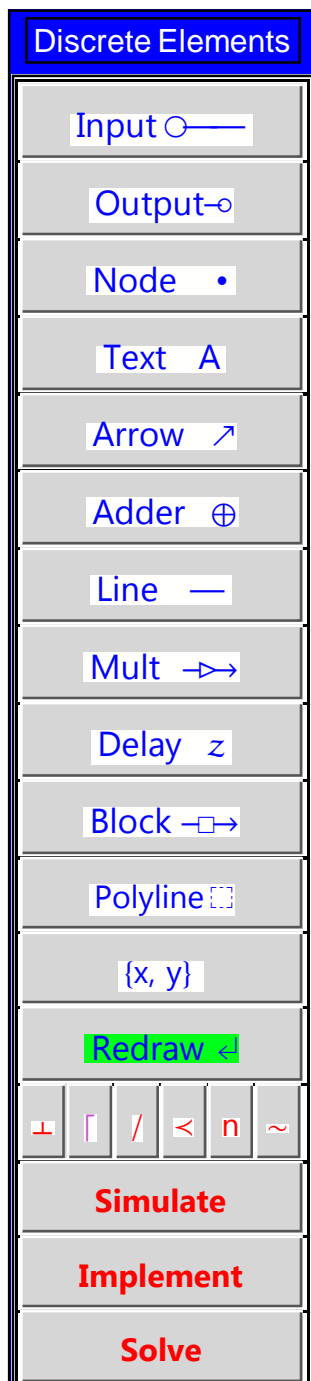 Discrete Elements
Input
Output
Node •
Text A
Arrow ↗
Adder ⊕
Line —
Mult
Delay z
Block
Polyline
{x, y}
Redraw ↲
⊥ ⌈ / ≺ n ~
Simulate
Implement
Solve